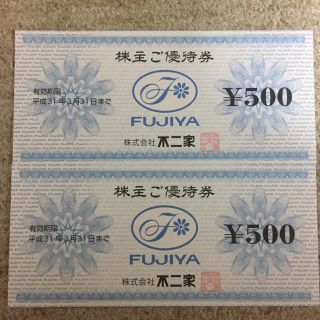 株主ご優待券
有効期限
平成31年3月31日まで
F
FUJIYA
¥500
株式会社 不二家
株主ご優待券
有効期限
平成31年3月31日まで
F
FUJIYA
¥500
株式会社 不二家